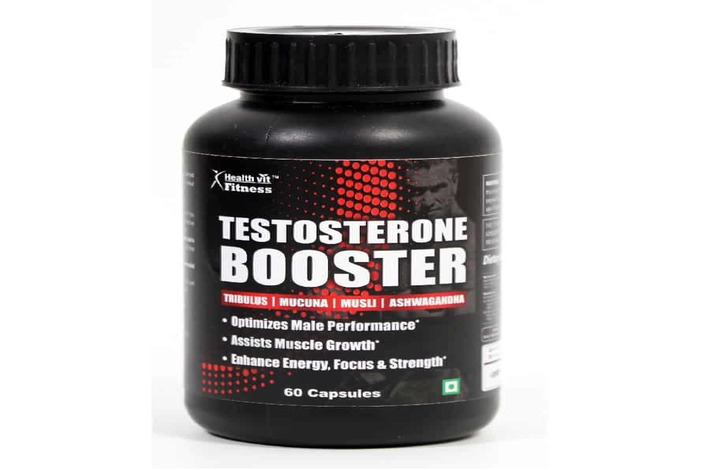 Health vit™
Fitness
TESTOSTERONE
BOOSTER
TRIBULUS | MUCUNA | MUSLI | ASHWAGANDHA
• Optimizes Male Performance*
• Assists Muscle Growth*
• Enhance Energy, Focus & Strength*
60 Capsules